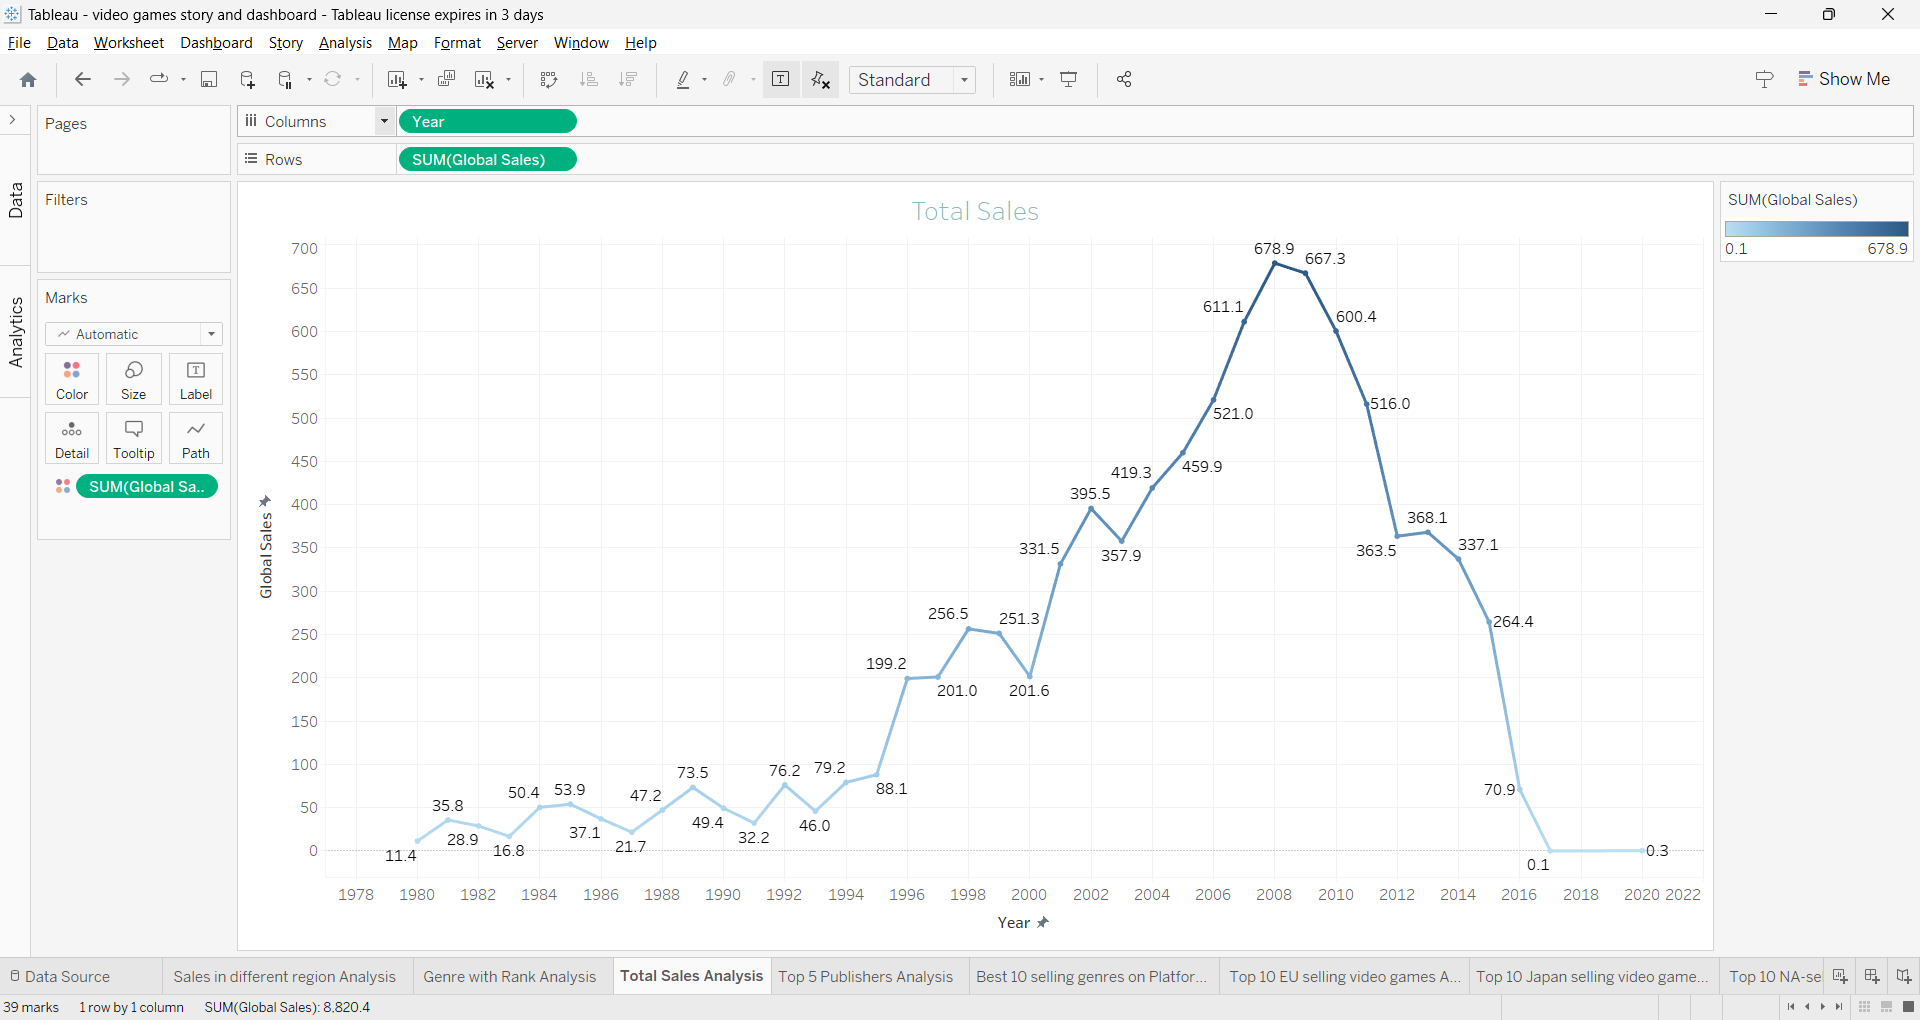 Tableau - video games story and dashboard - Tableau license expires in 3 days
File Data Worksheet Dashboard Story Analysis Map Format Server Window Help
Standard
Show Me
Pages
Columns
Year
Rows
SUM(Global Sales)
Data
Analytics
Filters
Marks
Automatic
Color Size Label
Detail Tooltip Path
SUM(Global Sa..
Total Sales
SUM(Global Sales)
0.1 678.9
Global Sales
700
650
600
550
500
450
400
350
300
250
200
150
100
50
0
11.4
35.8
28.9
16.8
50.4
53.9
37.1
21.7
47.2
73.5
49.4
32.2
76.2
46.0
79.2
88.1
199.2
201.0
256.5
251.3
201.6
331.5
395.5
357.9
419.3
459.9
521.0
611.1
678.9
667.3
600.4
516.0
363.5
368.1
337.1
264.4
70.9
0.1
0.3
1978 1980 1982 1984 1986 1988 1990 1992 1994 1996 1998 2000 2002 2004 2006 2008 2010 2012 2014 2016 2018 2020 2022
Year
Data Source Sales in different region Analysis Genre with Rank Analysis Total Sales Analysis Top 5 Publishers Analysis Best 10 selling genres on Platfor... Top 10 EU selling video games A... Top 10 Japan selling video game... Top 10 NA-sel
39 marks 1 row by 1 column SUM(Global Sales): 8,820.4